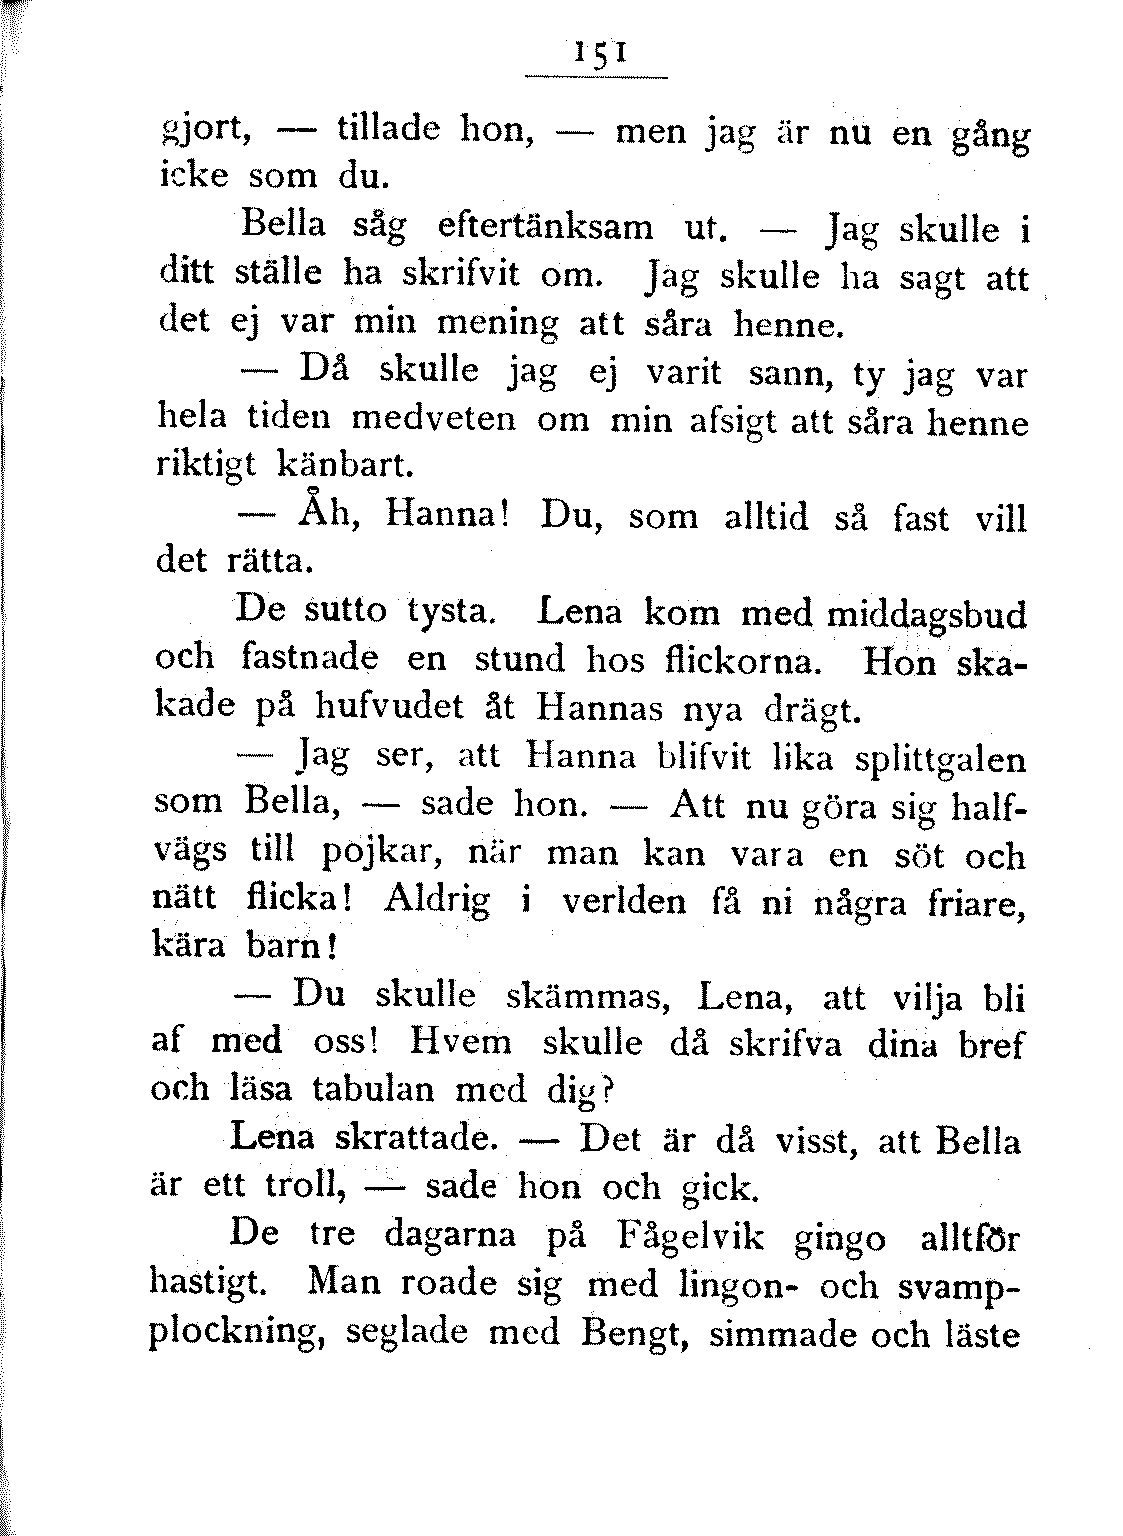 151
gjort, — tillade hon, — men jag är nu en gång
icke som du.
Bella såg eftertänksam ut. — Jag skulle i
ditt ställe ha skrifvit om. Jag skulle ha sagt att
det ej var min mening att såra henne.
— Då skulle jag ej varit sann, ty jag var
hela tiden medveten om min afsigt att såra henne
riktigt känbart.
— Åh, Hanna! Du, som alltid så fast vill
det rätta.
De sutto tysta. Lena kom med middagsbud
och fastnade en stund hos flickorna. Hon ska-
kade på hufvudet åt Hannas nya drägt.
— Jag ser, att Hanna blifvit lika splittgalen
som Bella, — sade hon. — Att nu göra sig half-
vägs till pojkar, när man kan vara en söt och
nätt flicka! Aldrig i verlden få ni några friare,
kära barn!
— Du skulle skämmas, Lena, att vilja bli
af med oss! Hvem skulle då skrifva dina bref
och läsa tabulan med dig?
Lena skrattade. — Det är då visst, att Bella
är ett troll, — sade hon och gick.
De tre dagarna på Fågelvik gingo alltför
hastigt. Man roade sig med lingon- och svamp-
plockning, seglade med Bengt, simmade och läste